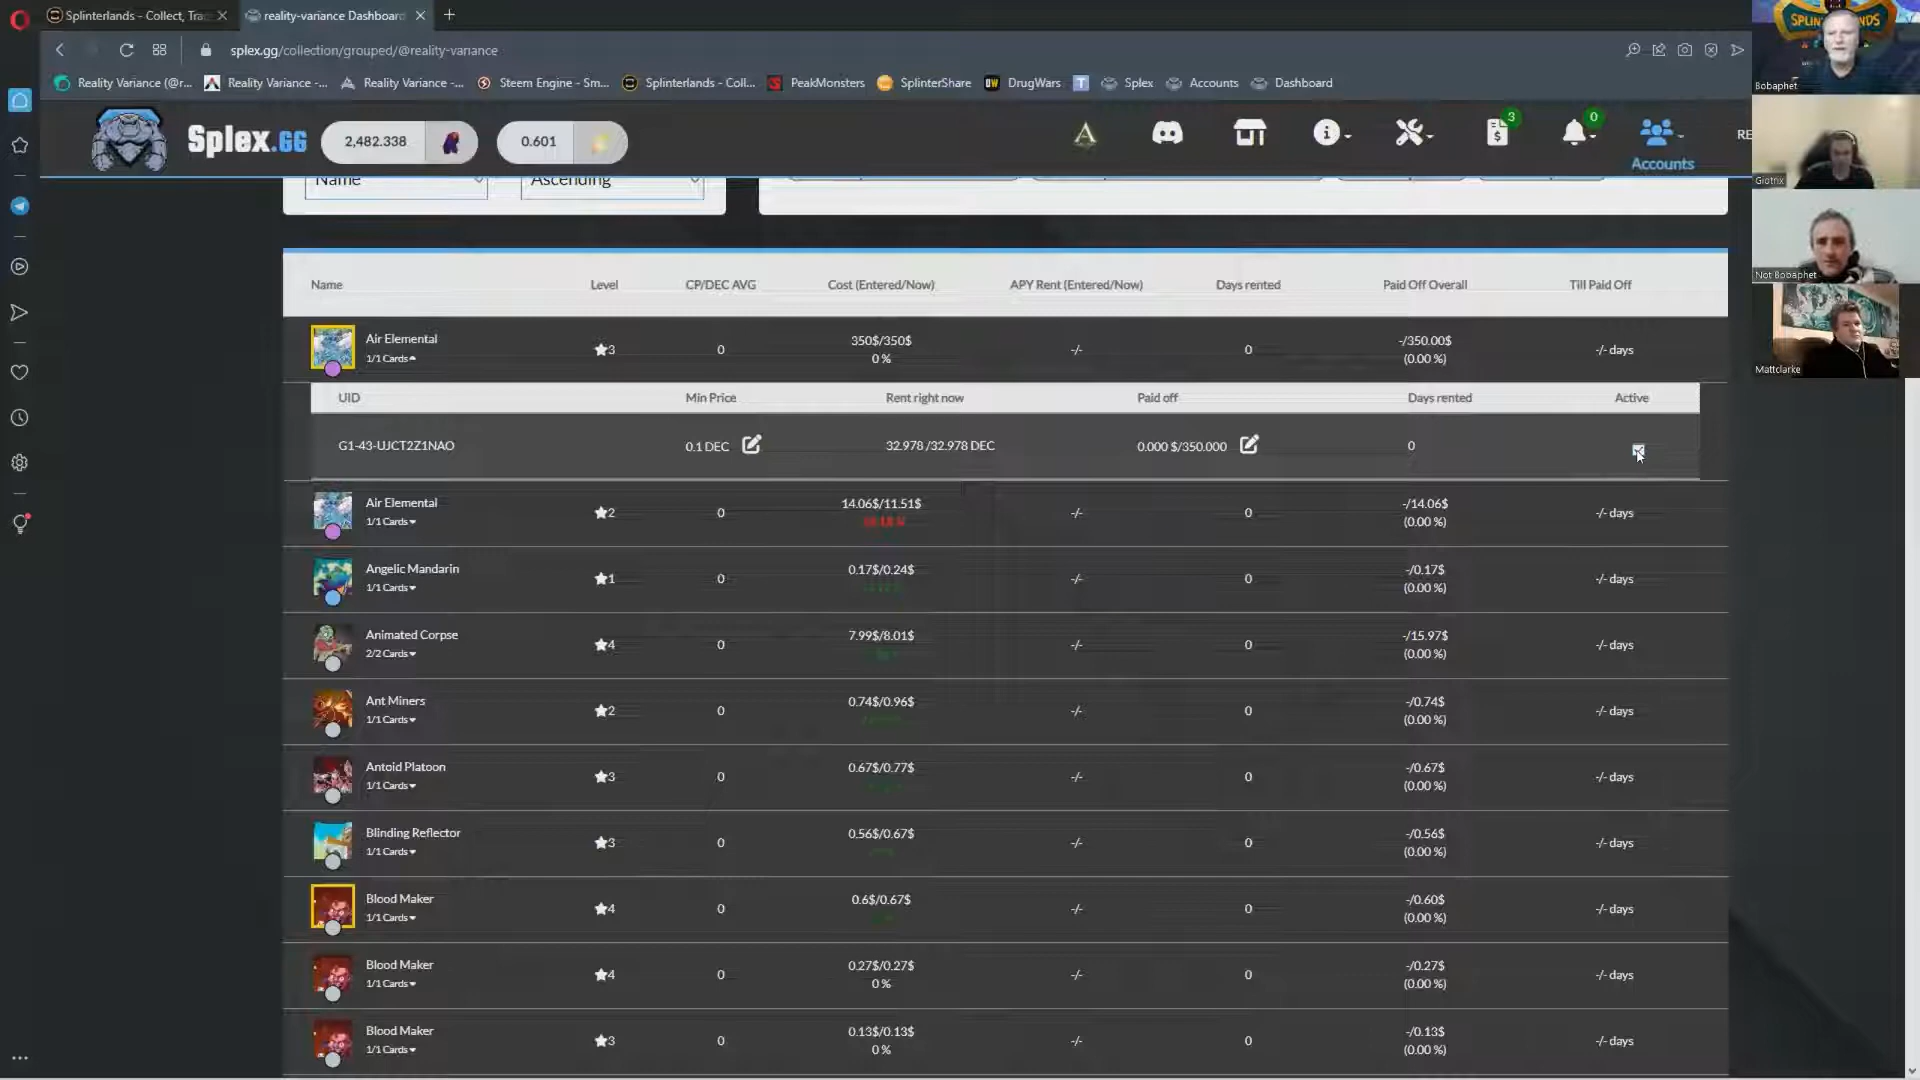 Splinterlands - Collect, Tra
reality-variance Dashboard
splex.gg/collection/grouped/@reality-variance
Reality Variance (@r...
Reality Variance -...
Reality Variance -...
Steem Engine - Sm...
Splinterlands - Coll...
PeakMonsters
SplinterShare
DrugWars
Splex
Accounts
Dashboard
Splex.GG
2,482.338
0.601
3
0
Accounts
RE
Name
Ascending
Name
Level
CP/DEC AVG
Cost (Entered/Now)
APY Rent (Entered/Now)
Days rented
Paid Off Overall
Till Paid Off
Air Elemental
1/1 Cards
3
0
350$/350$
0 %
-/-
0
-/350.00$
(0.00 %)
-/- days
UID
Min Price
Rent right now
Paid off
Days rented
Active
G1-43-UJCT2Z1NAO
0.1 DEC
32.978 /32.978 DEC
0.000 $/350.000
0
Air Elemental
1/1 Cards
2
0
14.06$/11.51$
-/-
0
-/14.06$
(0.00 %)
-/- days
Angelic Mandarin
1/1 Cards
1
0
0.17$/0.24$
-/-
0
-/0.17$
(0.00 %)
-/- days
Animated Corpse
2/2 Cards
4
0
7.99$/8.01$
-/-
0
-/15.97$
(0.00 %)
-/- days
Ant Miners
1/1 Cards
2
0
0.74$/0.96$
-/-
0
-/0.74$
(0.00 %)
-/- days
Antoid Platoon
1/1 Cards
3
0
0.67$/0.77$
-/-
0
-/0.67$
(0.00 %)
-/- days
Blinding Reflector
1/1 Cards
3
0
0.56$/0.67$
-/-
0
-/0.56$
(0.00 %)
-/- days
Blood Maker
1/1 Cards
4
0
0.6$/0.67$
-/-
0
-/0.60$
(0.00 %)
-/- days
Blood Maker
1/1 Cards
4
0
0.27$/0.27$
0 %
-/-
0
-/0.27$
(0.00 %)
-/- days
Blood Maker
1/1 Cards
3
0
0.13$/0.13$
0 %
-/-
0
-/0.13$
(0.00 %)
-/- days
Bobaphet
Giotnx
Not Bobaphet
Mattclarke